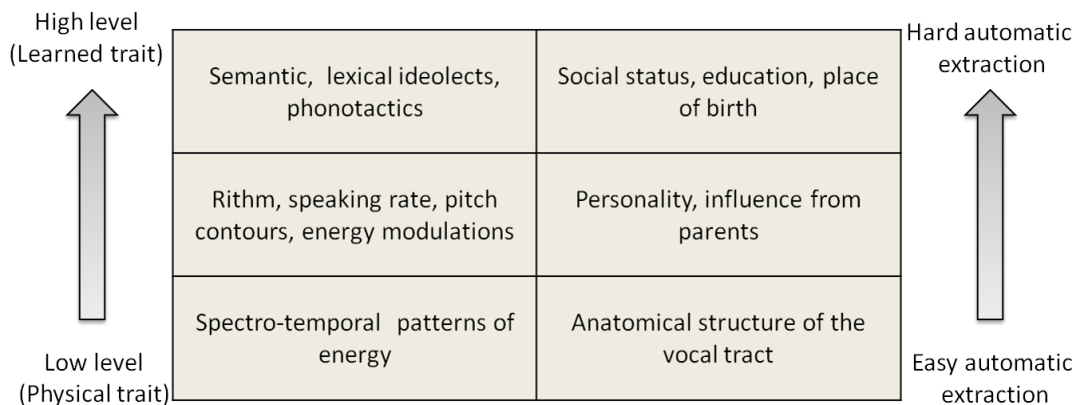 High level
(Learned trait)
Semantic, lexical ideolects,
phonotactics
Social status, education, place
of birth
Hard automatic
extraction
Rithm, speaking rate, pitch
contours, energy modulations
Personality, influence from
parents
Low level
(Physical trait)
Spectro-temporal patterns of
energy
Anatomical structure of the
vocal tract
Easy automatic
extraction